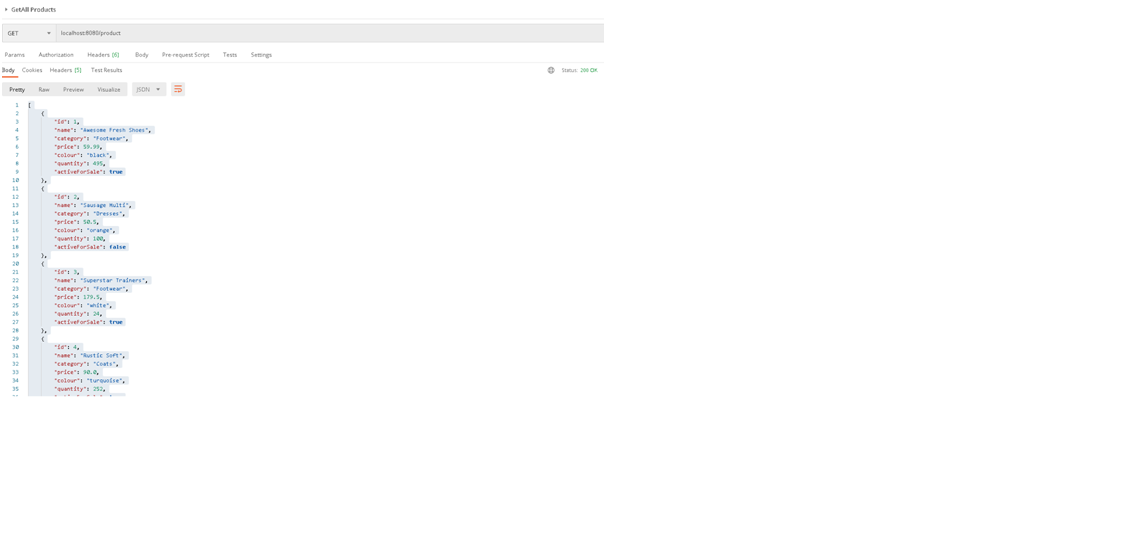 GetAll Products
GET localhost:8080/product
Params Authorization Headers (6) Body Pre-request Script Tests Settings
Body Cookies Headers (5) Test Results Status 200 OK
Pretty Raw Preview Visualize JSON
1 [
2 {
3 "id": 1,
4 "name": "Awesome Fresh Shoes",
5 "category": "Footwear",
6 "price": 59.99,
7 "colour": "black",
8 "quantity": 495,
9 "activeForSale": true
10 },
11 {
12 "id": 2,
13 "name": "Sausage Multi",
14 "category": "Dresses",
15 "price": 50.5,
16 "colour": "orange",
17 "quantity": 100,
18 "activeForSale": false
19 },
20 {
21 "id": 3,
22 "name": "Superstar Trainers",
23 "category": "Footwear",
24 "price": 179.5,
25 "colour": "white",
26 "quantity": 24,
27 "activeForSale": true
28 },
29 {
30 "id": 4,
31 "name": "Rustic Soft",
32 "category": "Coats",
33 "price": 90.0,
34 "colour": "turquoise",
35 "quantity": 252,